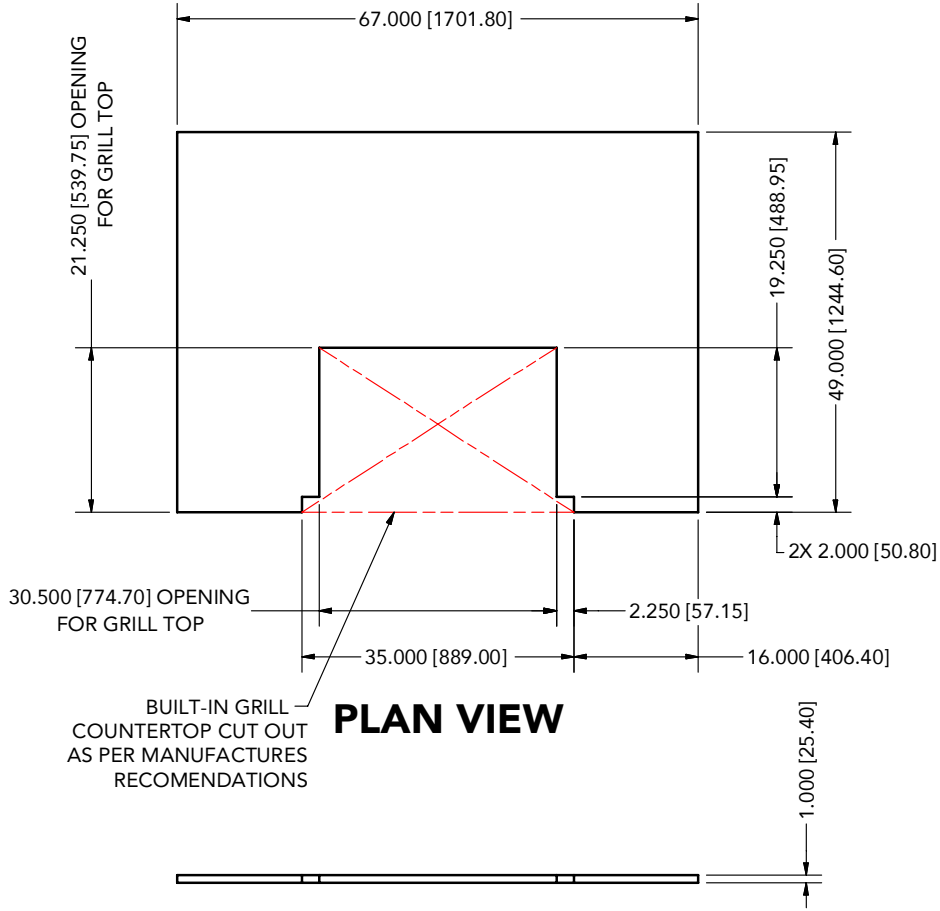 67.000 [1701.80]
21.250 [539.75] OPENING
FOR GRILL TOP
19.250 [488.95]
49.000 [1244.60]
2X 2.000 [50.80]
30.500 [774.70] OPENING
FOR GRILL TOP
2.250 [57.15]
35.000 [889.00]
16.000 [406.40]
BUILT-IN GRILL
COUNTERTOP CUT OUT
AS PER MANUFACTURES
RECOMENDATIONS
PLAN VIEW
1.000 [25.40]